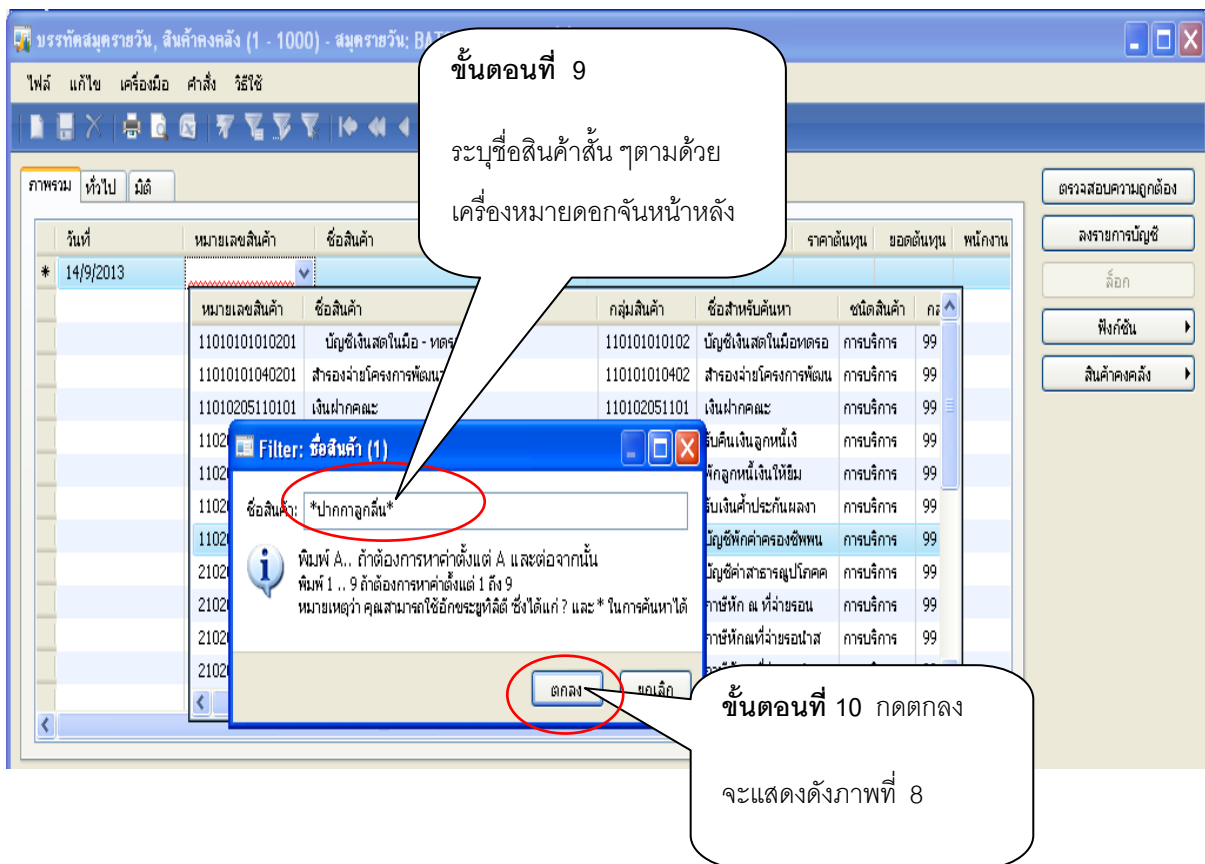 บรรทัดสมุดรายวัน, สินค้าคงคลัง (1 - 1000) - สมุดรายวัน:
ไฟล์ แก้ไข เครื่องมือ คำสั่ง วิธีใช้
ขั้นตอนที่ 9
ระบุชื่อสินค้าสั้น ๆตามด้วย
เครื่องหมายดอกจันหน้าหลัง
ภาพรวม ทั่วไป มิติ
ตรวจสอบความถูกต้อง
ลงรายการบัญชี
ล็อก
ฟังก์ชัน
สินค้าคงคลัง
วันที่ หมายเลขสินค้า ชื่อสินค้า ราคาต้นทุน ยอดต้นทุน พนักงาน
* 14/9/2013
หมายเลขสินค้า ชื่อสินค้า กลุ่มสินค้า ชื่อสำหรับค้นหา ชนิดสินค้า
11010101010201 บัญชีเงินสดในมือ - 110101010102 บัญชีเงินสดในมือทดรอ การบริการ 99
11010101040201 สำรองจ่ายโครงการพัฒนา 110101010402 สำรองจ่ายโครงการพัฒน การบริการ 99
11010205110101 เงินฝากคณะ 110102051101 เงินฝากคณะ การบริการ 99
1102 รับคืนเงินลูกหนี้เงิ การบริการ 99
1102 พักลูกหนี้เงินให้ยืม การบริการ 99
1102 รับเงินค้ำประกันผลงา การบริการ 99
1102 บัญชีพักค่าครองชีพพน การบริการ 99
2102 บัญชีค่าสาธารณูปโภคค การบริการ 99
2102 ภาษีหัก ณ ที่จ่ายรอน การบริการ 99
2102 ภาษีหักณที่จ่ายรอนำส การบริการ 99
2102
Filter: ชื่อสินค้า (1)
ชื่อสินค้า: *ปากกาลูกลื่น*
พิมพ์ A.. ถ้าต้องการหาค่าตั้งแต่ A และต่อจากนั้น
พิมพ์ 1 .. 9 ถ้าต้องการหาค่าตั้งแต่ 1 ถึง 9
หมายเหตุว่า คุณสามารถใช้อักขระยูทิลิตี ซึ่งได้แก่ ? และ * ในการค้นหาได้
ตกลง ยกเลิก
ขั้นตอนที่ 10 กดตกลง
จะแสดงดังภาพที่ 8